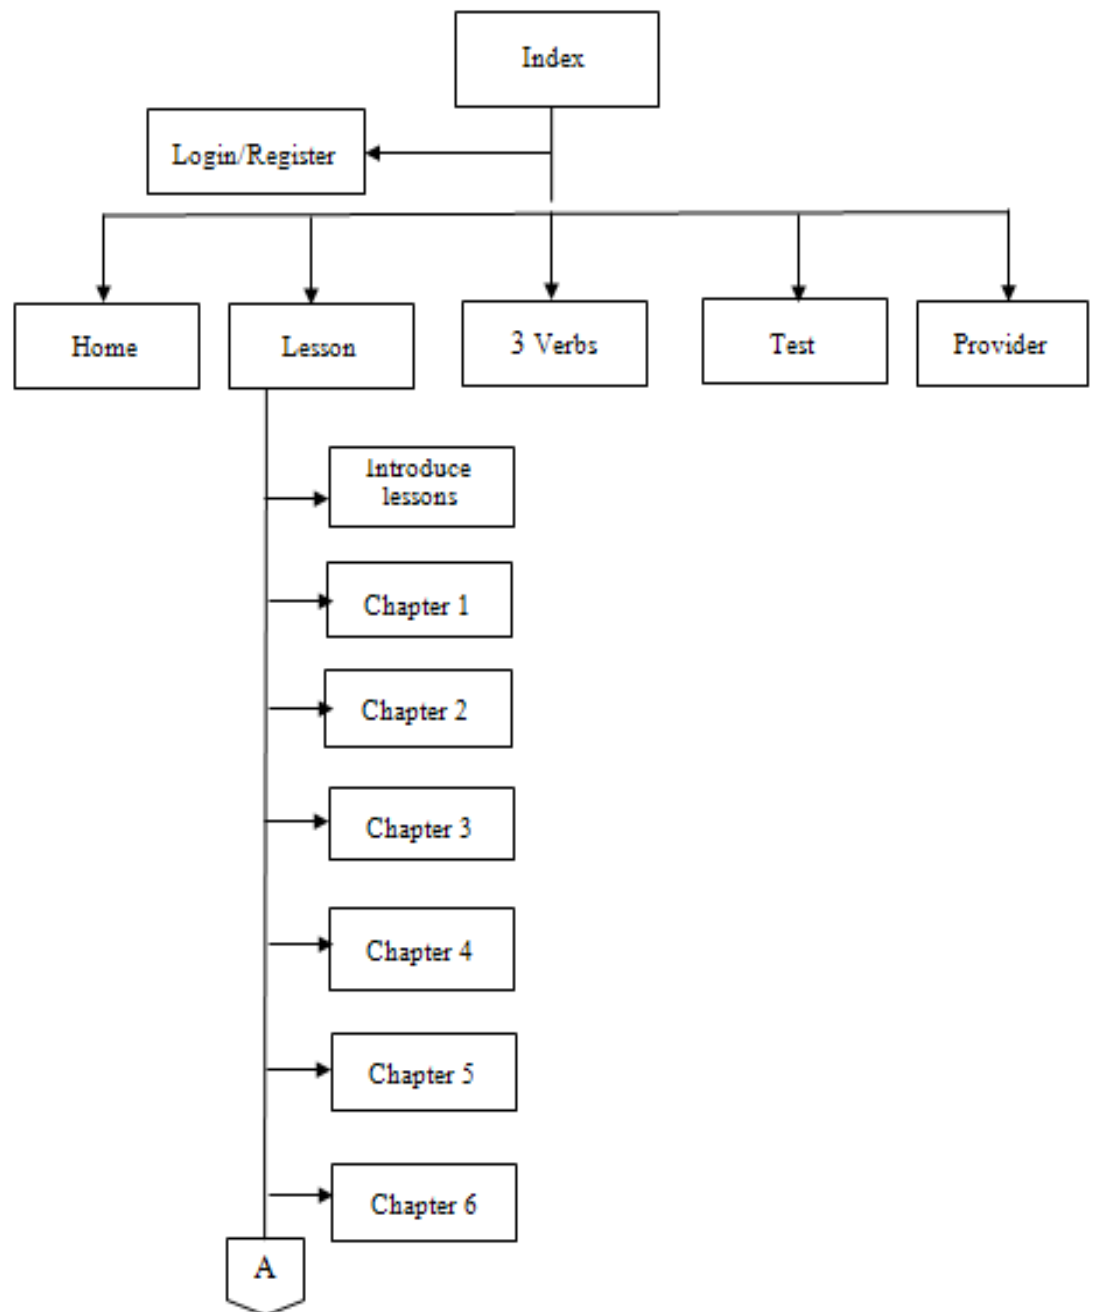 Index
Login/Register
Home
Lesson
3 Verbs
Test
Provider
Introduce
lessons
Chapter 1
Chapter 2
Chapter 3
Chapter 4
Chapter 5
Chapter 6
A